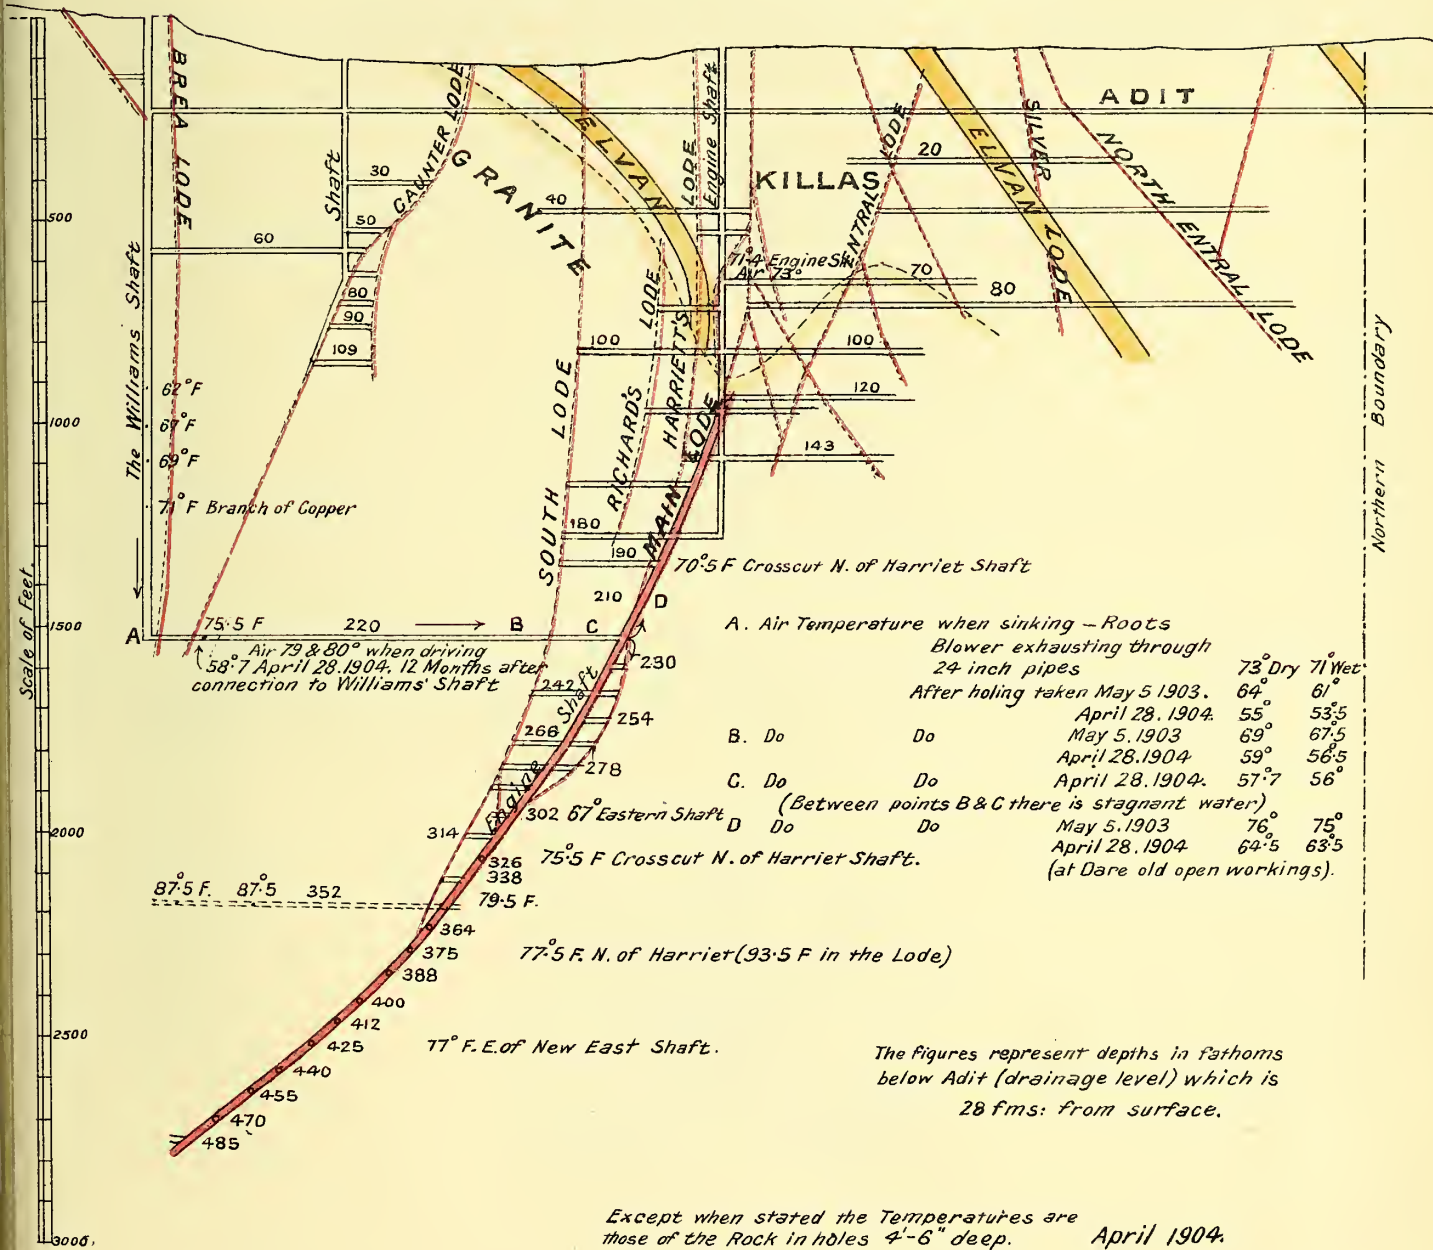 ADIT
BREA LODE
Shaft
CAUNTER LODE
GRANITE
ELVAN
LODE
Engine Shaft
KILLAS
ENTRAL LODE
ELVAN LODE
SILVER
NORTH ENTRAL LODE
20
30
40
500
50
60
71·4 Engine Sht
Air 73°
70
80
80
90
The Williams Shaft
LODE
HARRIETT'S
100
100
109
Northern Boundary
62°F
120
1000
67°F
SOUTH LODE
RICHARD'S
MAIN LODE
143
69°F
71°F Branch of Copper
180
190
70°·5 F Crosscut N. of Harriet Shaft
Scale of Feet.
210
D
1500
A
75·5 F
220
B
C
Air 79 & 80° when driving
58°·7 April 28.1904. 12 Months after
connection to Williams' Shaft
230
242
254
266
278
Engine Shaft
302
67° Eastern Shaft
2000
314
326
75°·5 F Crosscut N. of Harriet Shaft.
338
87°·5 F.
87°·5
352
79·5 F.
364
375
77°·5 F. N. of Harriet (93·5 F in the Lode)
388
400
412
2500
425
77° F. E. of New East Shaft.
440
455
470
485
3000.
A. Air Temperature when sinking – Roots
Blower exhausting through
24 inch pipes 73° Dry 71° Wet
After holing taken May 5 1903. 64° 61°
April 28. 1904. 55° 53°·5
B. Do Do May 5. 1903 69° 67°·5
April 28. 1904 59° 56°·5
C. Do Do April 28. 1904. 57°·7 56°
(Between points B & C there is stagnant water)
D Do Do May 5. 1903 76° 75°
April 28. 1904 64°·5 63°·5
(at Dare old open workings).
The figures represent depths in fathoms
below Adit (drainage level) which is
28 fms: from surface.
Except when stated the Temperatures are
those of the Rock in holes 4'-6" deep. April 1904.